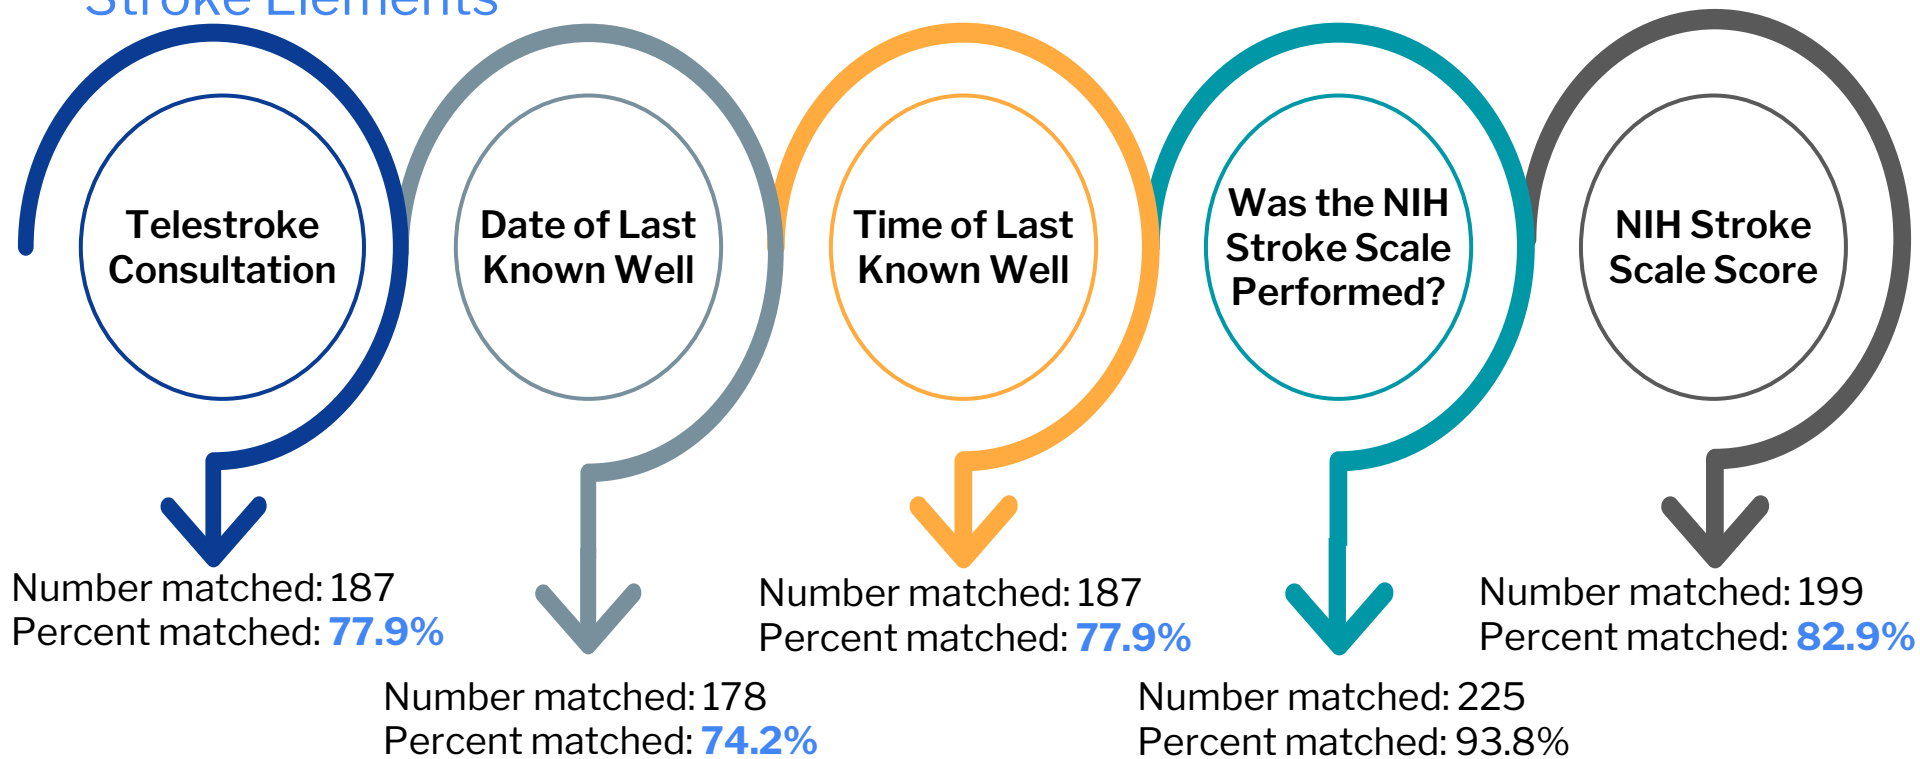 Stroke Elements
Telestroke
Consultation
Date of Last
Known Well
Time of Last
Known Well
Was the NIH
Stroke Scale
Performed?
NIH Stroke
Scale Score
Number matched: 187
Percent matched: 77.9%
Number matched: 178
Percent matched: 74.2%
Number matched: 187
Percent matched: 77.9%
Number matched: 225
Percent matched: 93.8%
Number matched: 199
Percent matched: 82.9%